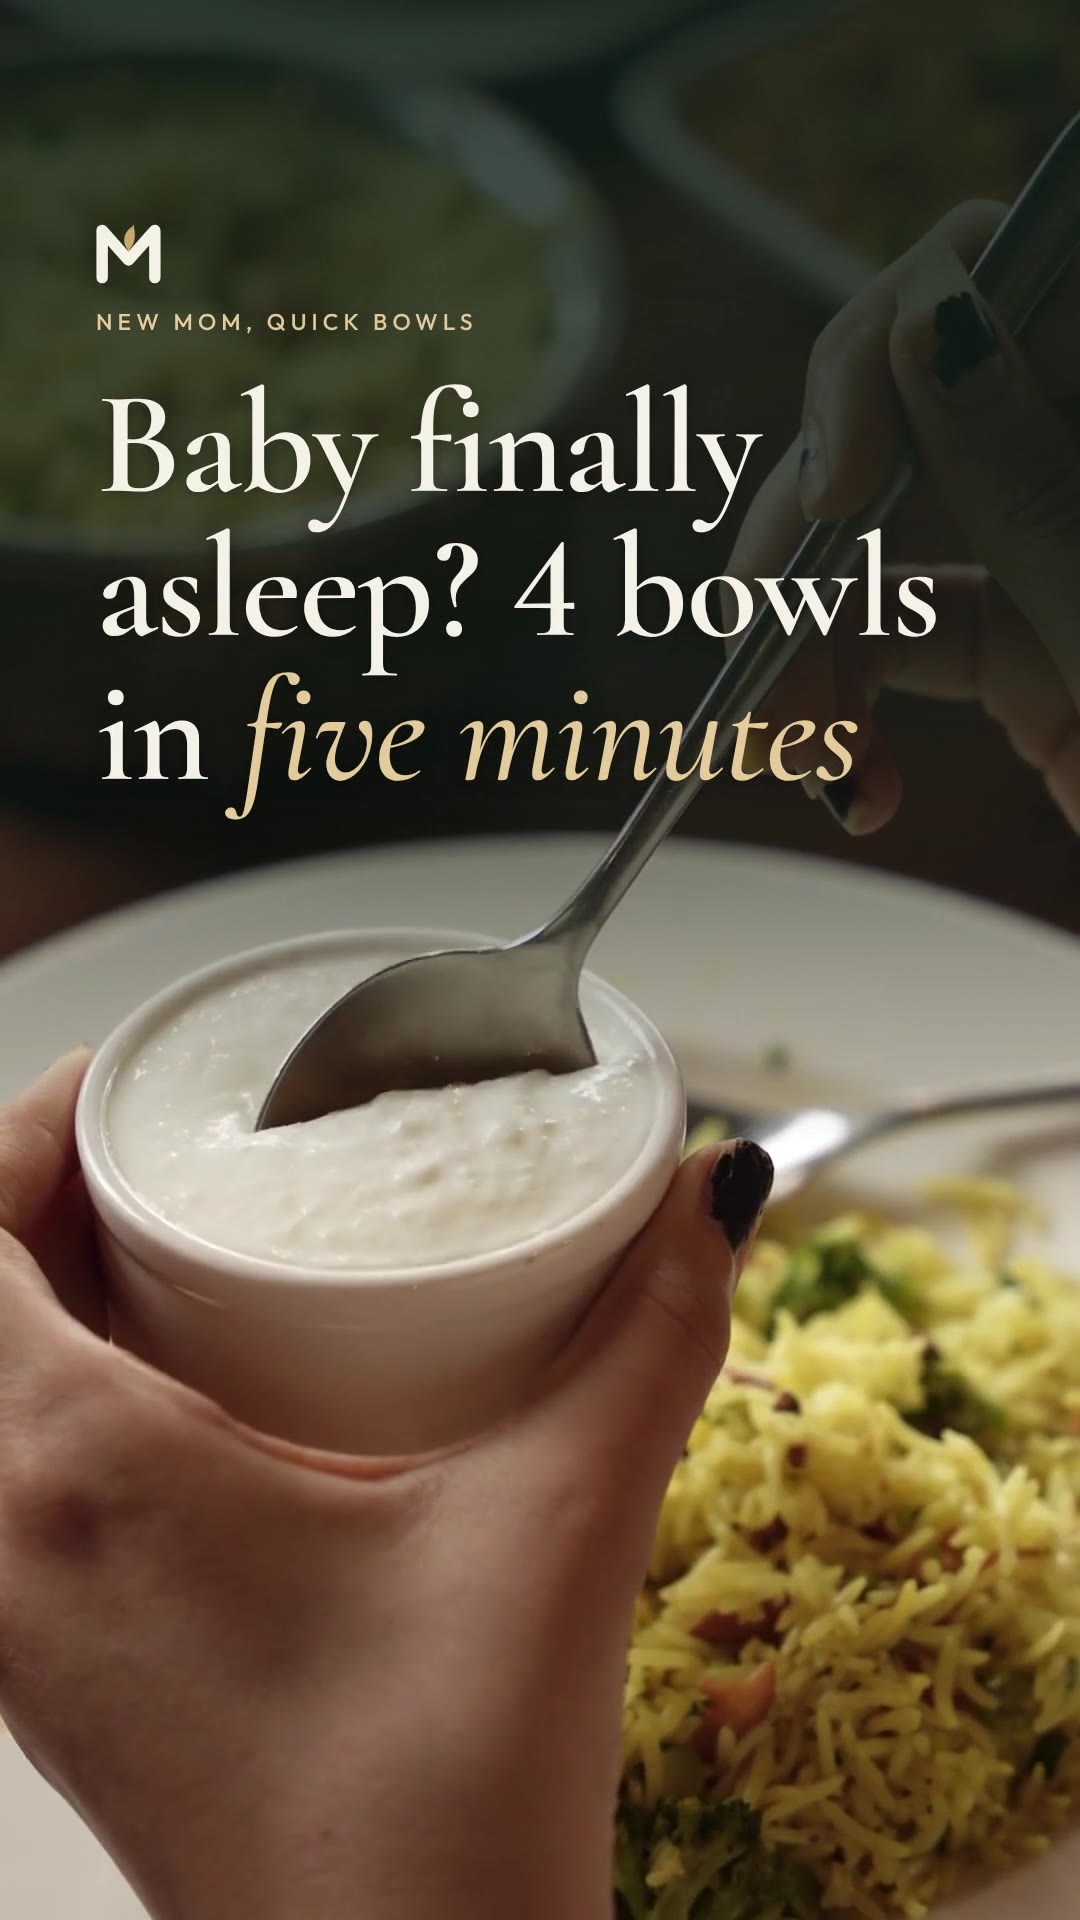 M
NEW MOM, QUICK BOWLS
Baby finally
asleep? 4 bowls
in five minutes